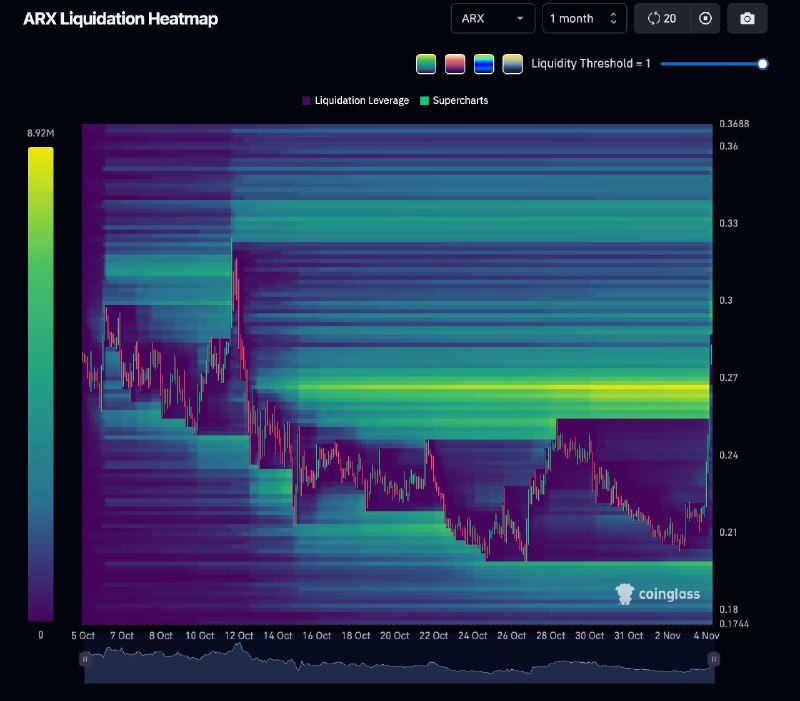 ARX Liquidation Heatmap
ARX
1 month
20
Liquidity Threshold = 1
Liquidation Leverage
Supercharts
8.92M
0.3688
0.36
0.33
0.3
0.27
0.24
0.21
0.18
0.1744
0
coinglass
5 Oct 7 Oct 8 Oct 10 Oct 12 Oct 14 Oct 16 Oct 18 Oct 20 Oct 22 Oct 24 Oct 26 Oct 28 Oct 30 Oct 31 Oct 2 Nov 4 Nov